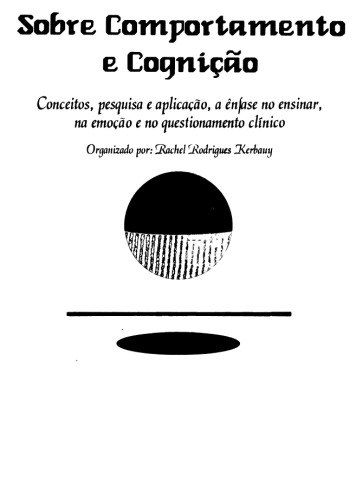 Sobre Comportamento
e Cognição
Conceitos, pesquisa e aplicação, a ênfase no ensinar,
na emoção e no questionamento clínico
Organizado por: Rachel Rodrigues Kerbauy